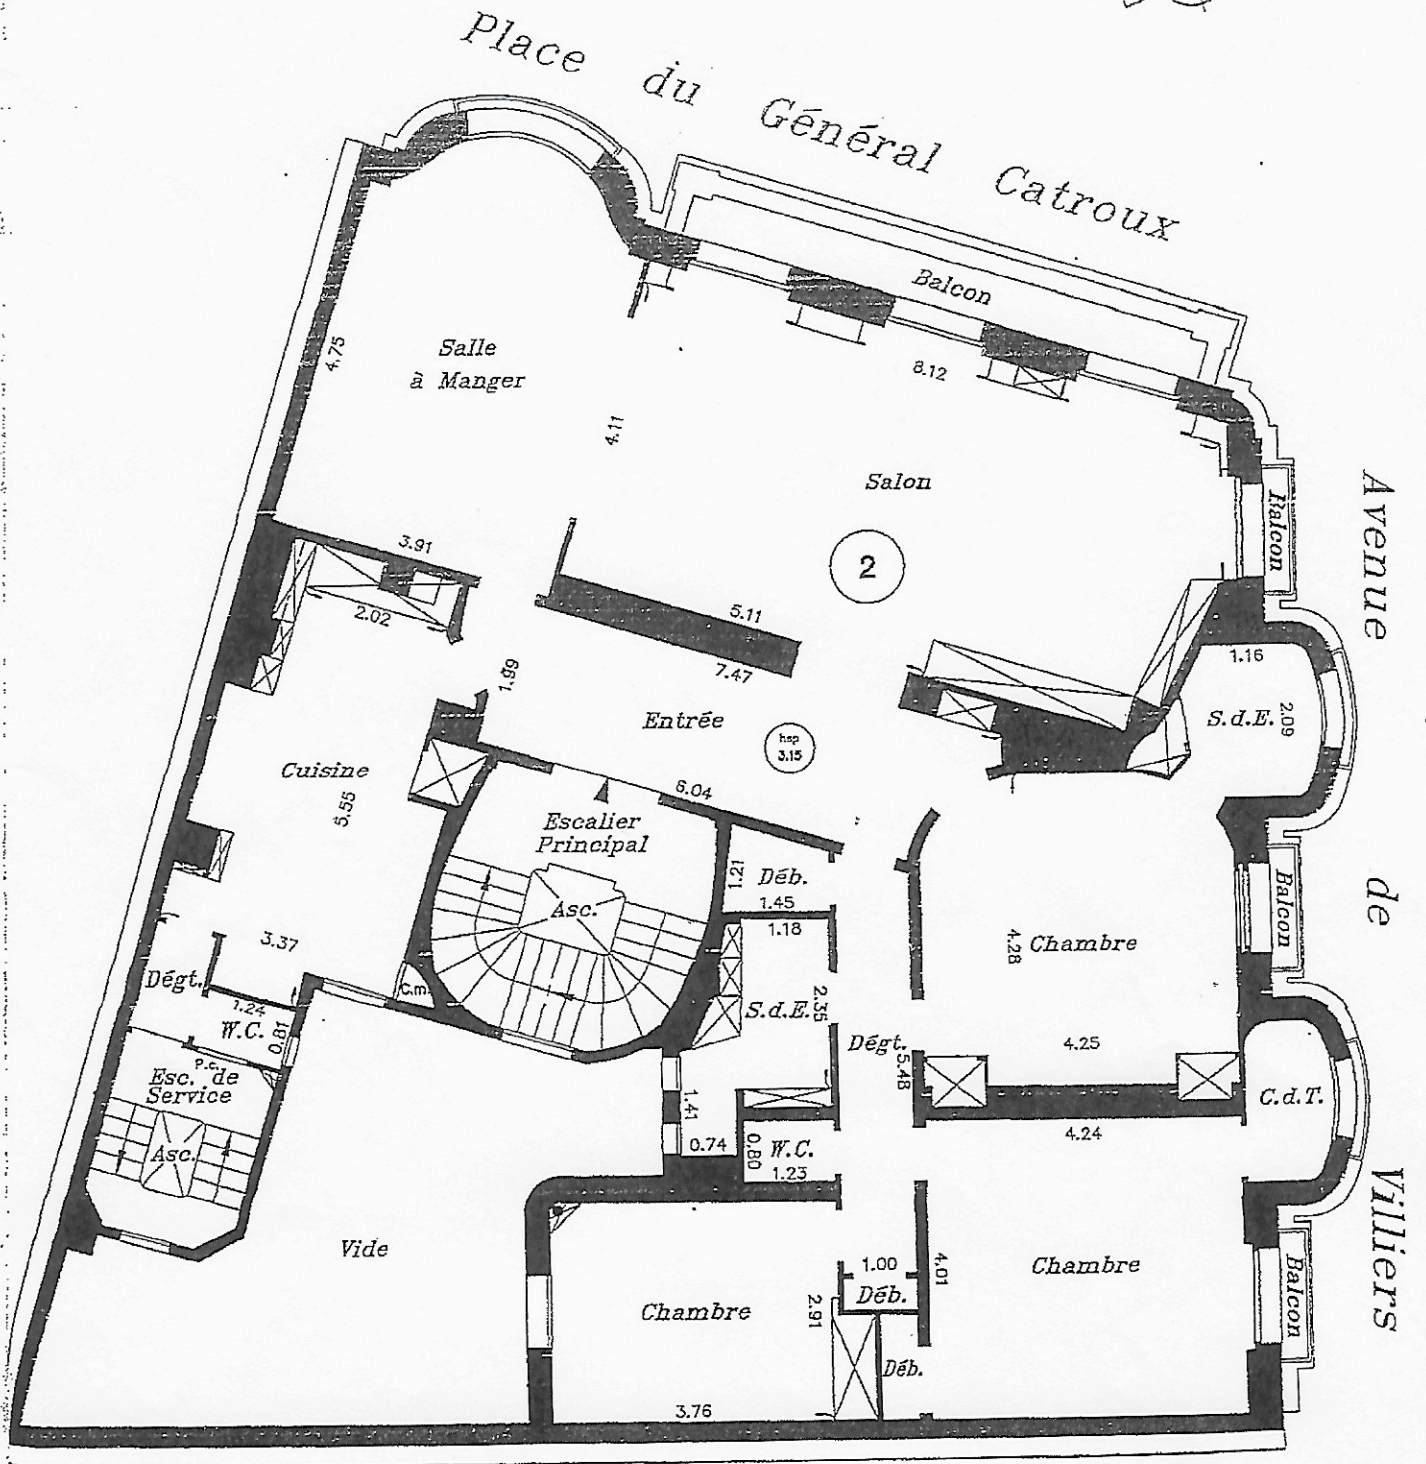 Place du Général Catroux
Balcon
8.12
Salle
à Manger
4.75
4.11
Salon
Balcon
Avenue de Villiers
2
3.91
2.02
5.11
7.47
1.99
1.16
S.d.E.
2.09
Entrée
hsp
3.15
Cuisine
5.55
6.04
Escalier
Principal
Asc.
1.21
Déb.
1.45
1.18
S.d.E.
2.35
4.28
Chambre
Balcon
3.37
Dégt.
C.m.
1.24
W.C.
0.81
P.c.
Esc. de
Service
Asc.
Dégt.
5.48
4.25
C.d.T.
1.41
0.74
0.80
W.C.
1.23
4.24
Vide
1.00
Déb.
4.01
Chambre
Balcon
Chambre
2.91
Déb.
3.76